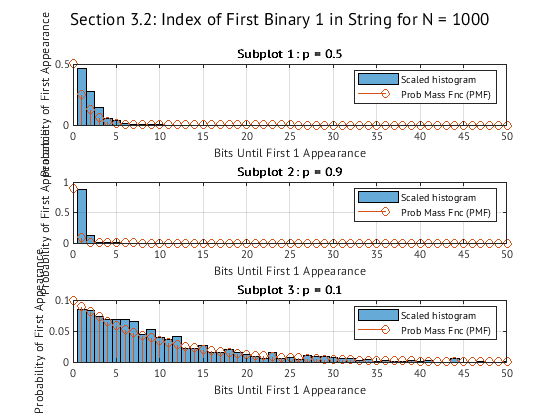 Section 3.2: Index of First Binary 1 in String for N = 1000
Subplot 1: p = 0.5
Probability of First Appearance
0.5
0
Scaled histogram
Prob Mass Fnc (PMF)
0 5 10 15 20 25 30 35 40 45 50
Bits Until First 1 Appearance
Subplot 2: p = 0.9
Probability of First Appearance
1
0.5
0
Scaled histogram
Prob Mass Fnc (PMF)
0 5 10 15 20 25 30 35 40 45 50
Bits Until First 1 Appearance
Subplot 3: p = 0.1
Probability of First Appearance
0.1
0.05
0
Scaled histogram
Prob Mass Fnc (PMF)
0 5 10 15 20 25 30 35 40 45 50
Bits Until First 1 Appearance